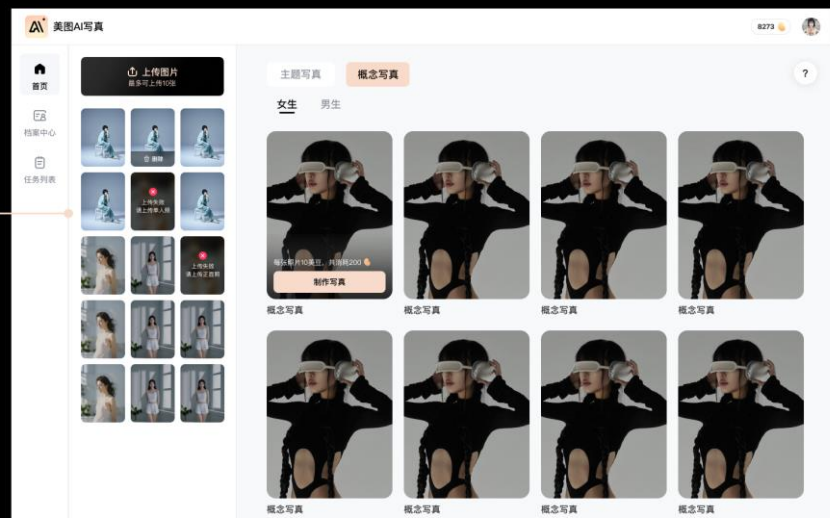 美图AI写真
8273
首页
档案中心
任务列表
上传图片
最多可上传10张
删除
上传失败
请上传单人照
上传失败
请上传正面照
主题写真
概念写真
?
女生
男生
每张照片10美豆，共消耗200
制作写真
概念写真
概念写真
概念写真
概念写真
概念写真
概念写真
概念写真
概念写真